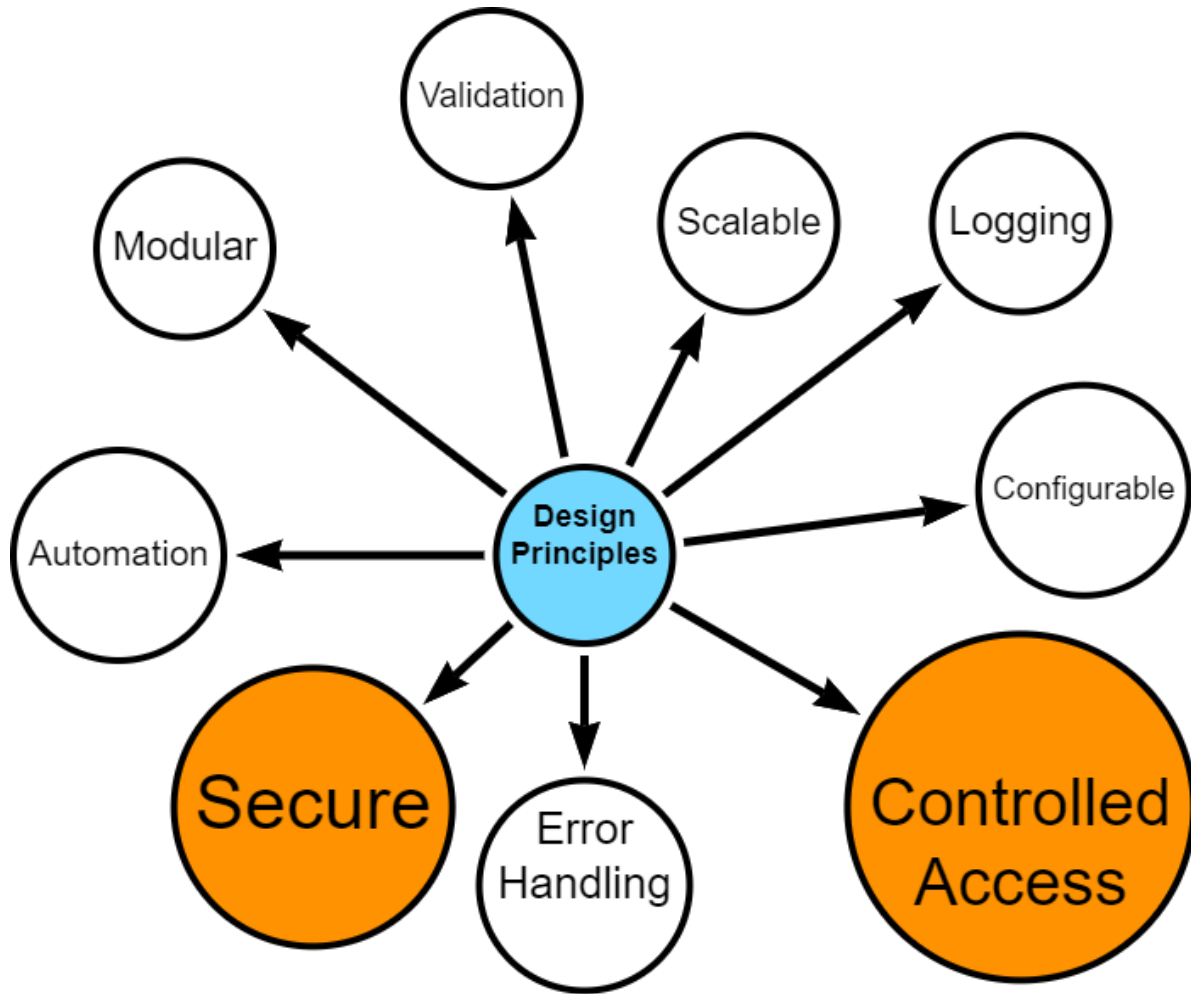 Validation
Scalable
Logging
Modular
Configurable
Design
Principles
Automation
Secure
Error
Handling
Controlled
Access